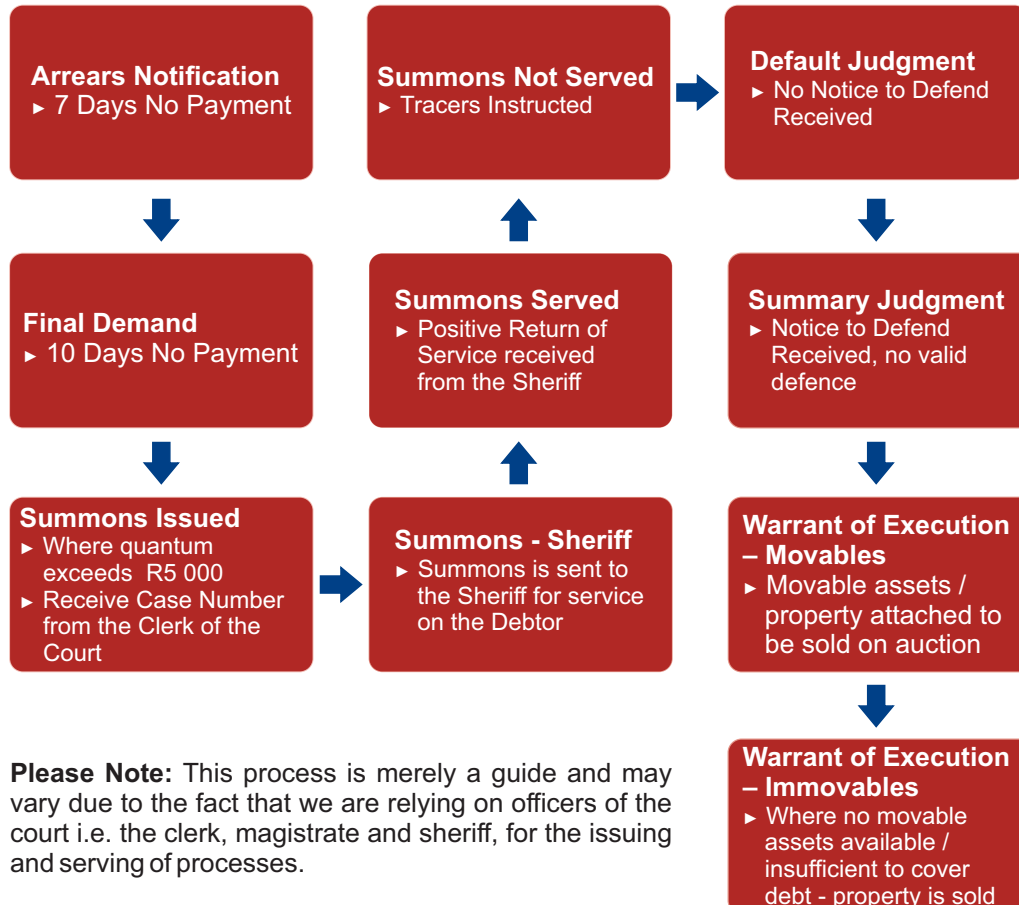 Arrears Notification
► 7 Days No Payment
Final Demand
► 10 Days No Payment
Summons Issued
► Where quantum
exceeds R5 000
► Receive Case Number
from the Clerk of the
Court
Summons - Sheriff
► Summons is sent to
the Sheriff for service
on the Debtor
Summons Served
► Positive Return of
Service received
from the Sheriff
Summons Not Served
► Tracers Instructed
Default Judgment
► No Notice to Defend
Received
Summary Judgment
► Notice to Defend
Received, no valid
defence
Warrant of Execution
– Movables
► Movable assets /
property attached to
be sold on auction
Warrant of Execution
– Immovables
► Where no movable
assets available /
insufficient to cover
debt - property is sold
Please Note: This process is merely a guide and may
vary due to the fact that we are relying on officers of the
court i.e. the clerk, magistrate and sheriff, for the issuing
and serving of processes.